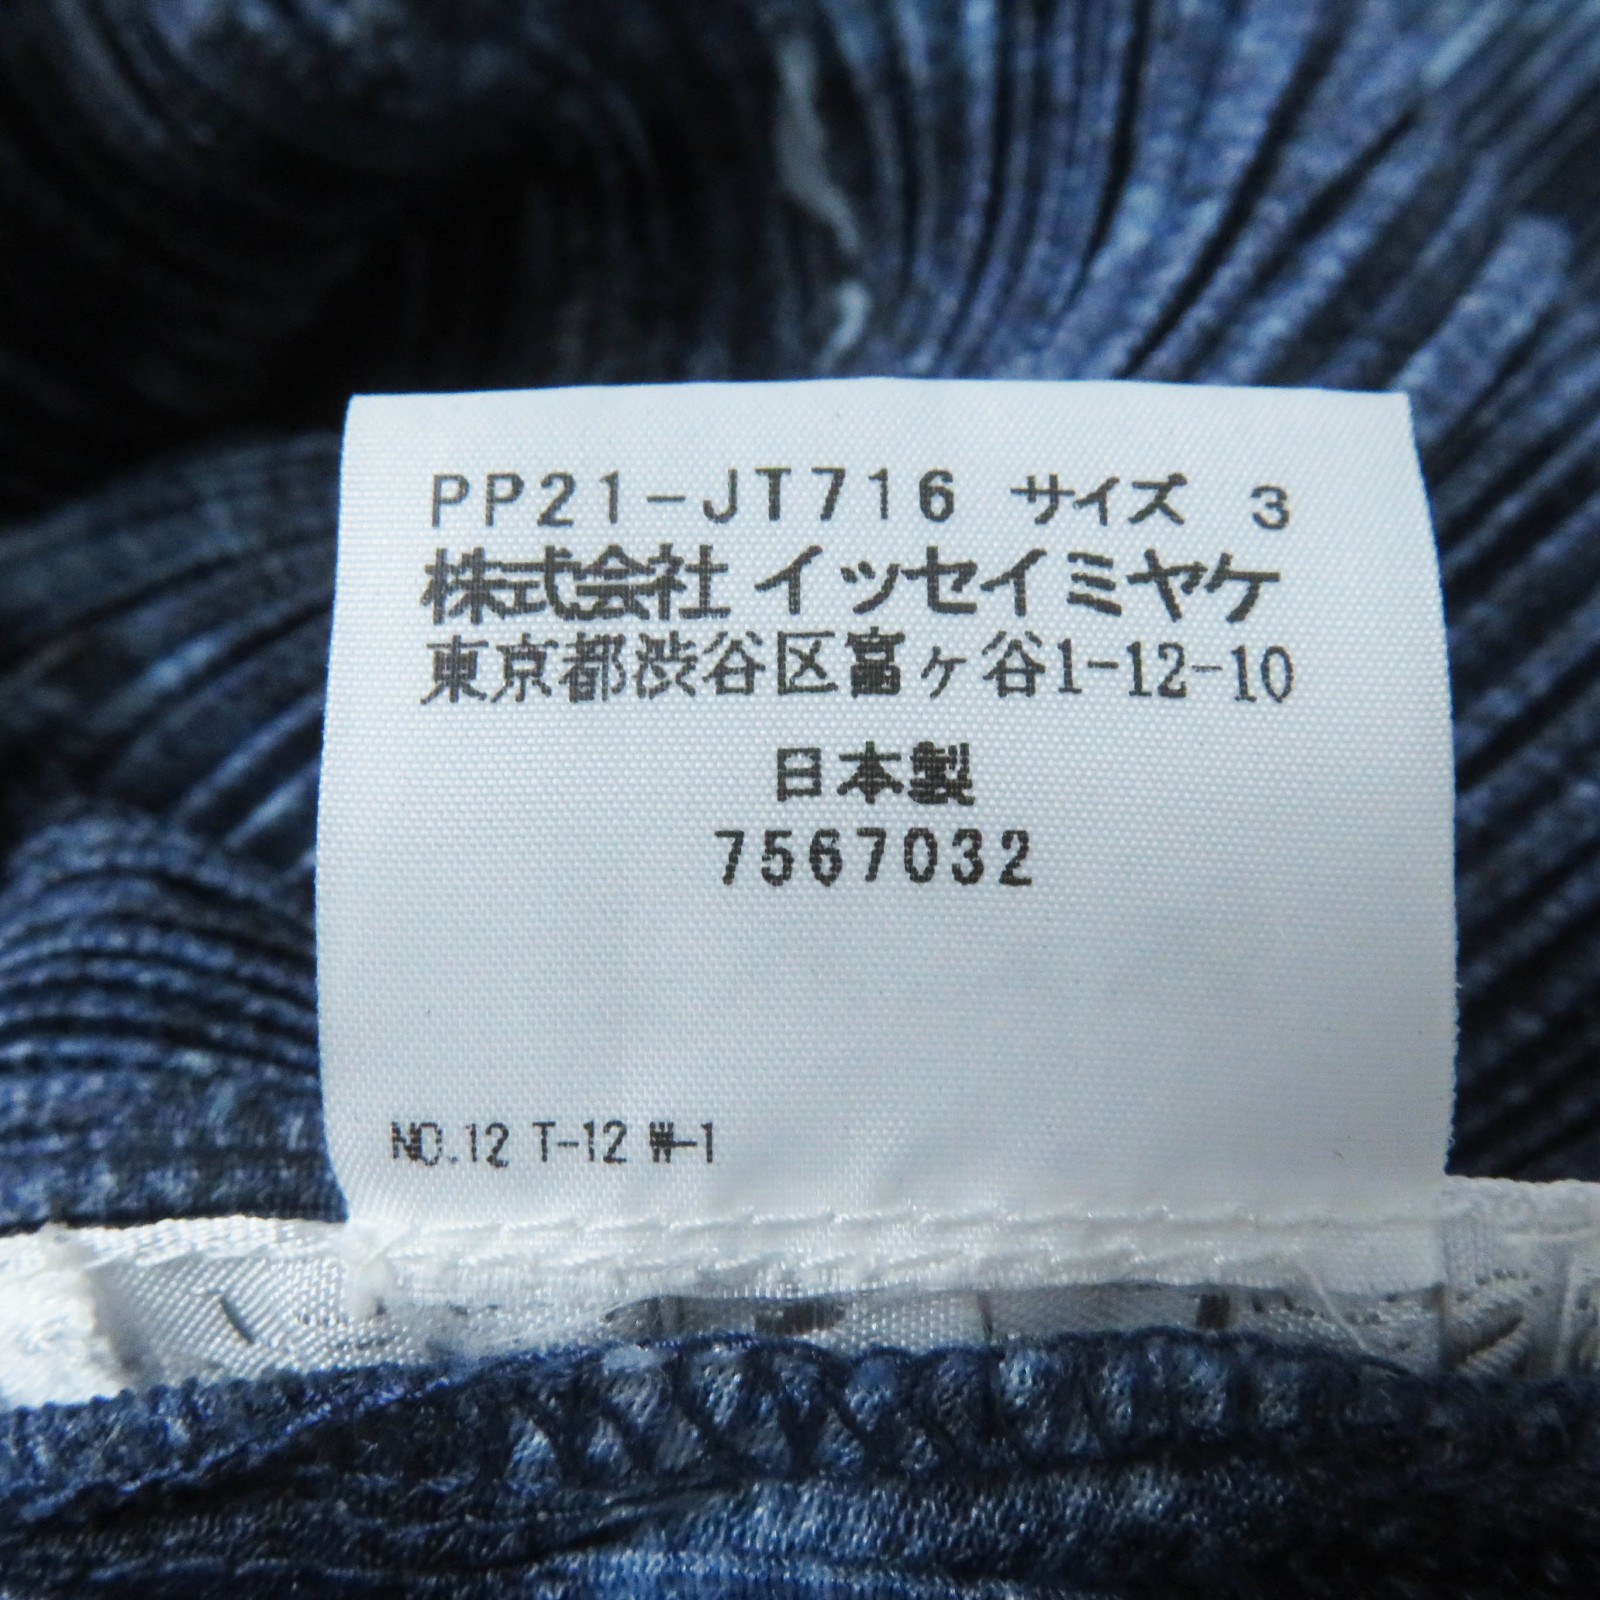 PP21-JT716 サイズ 3
株式会社 イッセイミヤケ
東京都渋谷区富ヶ谷1-12-10
日本製
7567032
NO.12 T-12 W-1